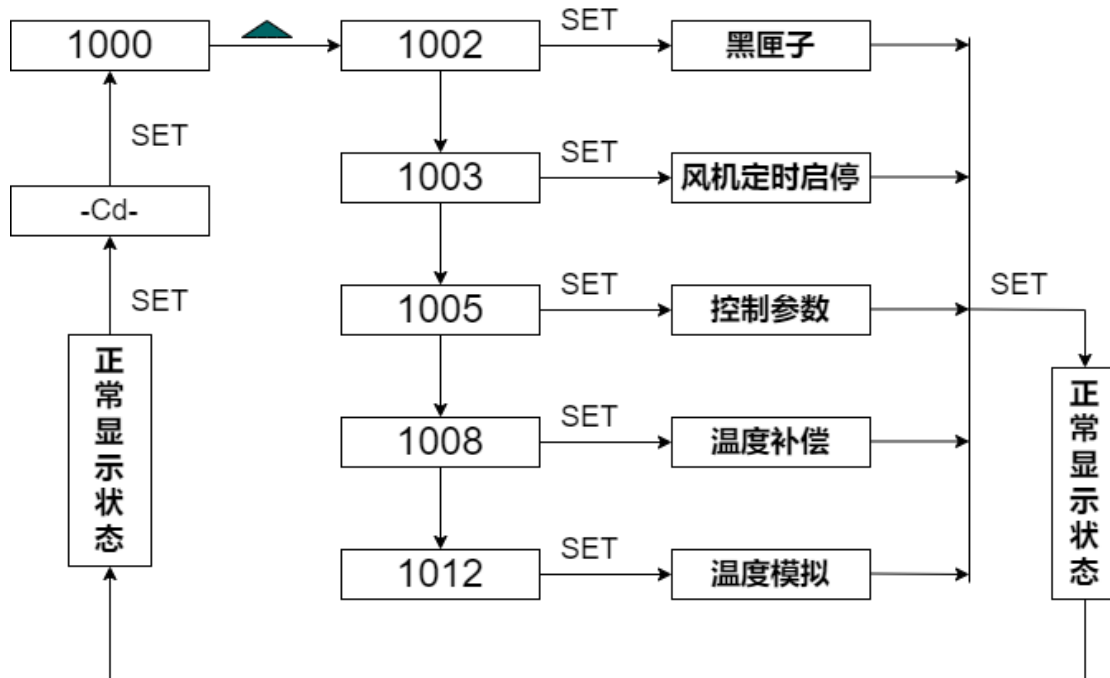 1000
1002
SET
黑匣子
SET
1003
SET
风机定时启停
-Cd-
SET
1005
SET
控制参数
SET
正常显示状态
1008
SET
温度补偿
正常显示状态
1012
SET
温度模拟